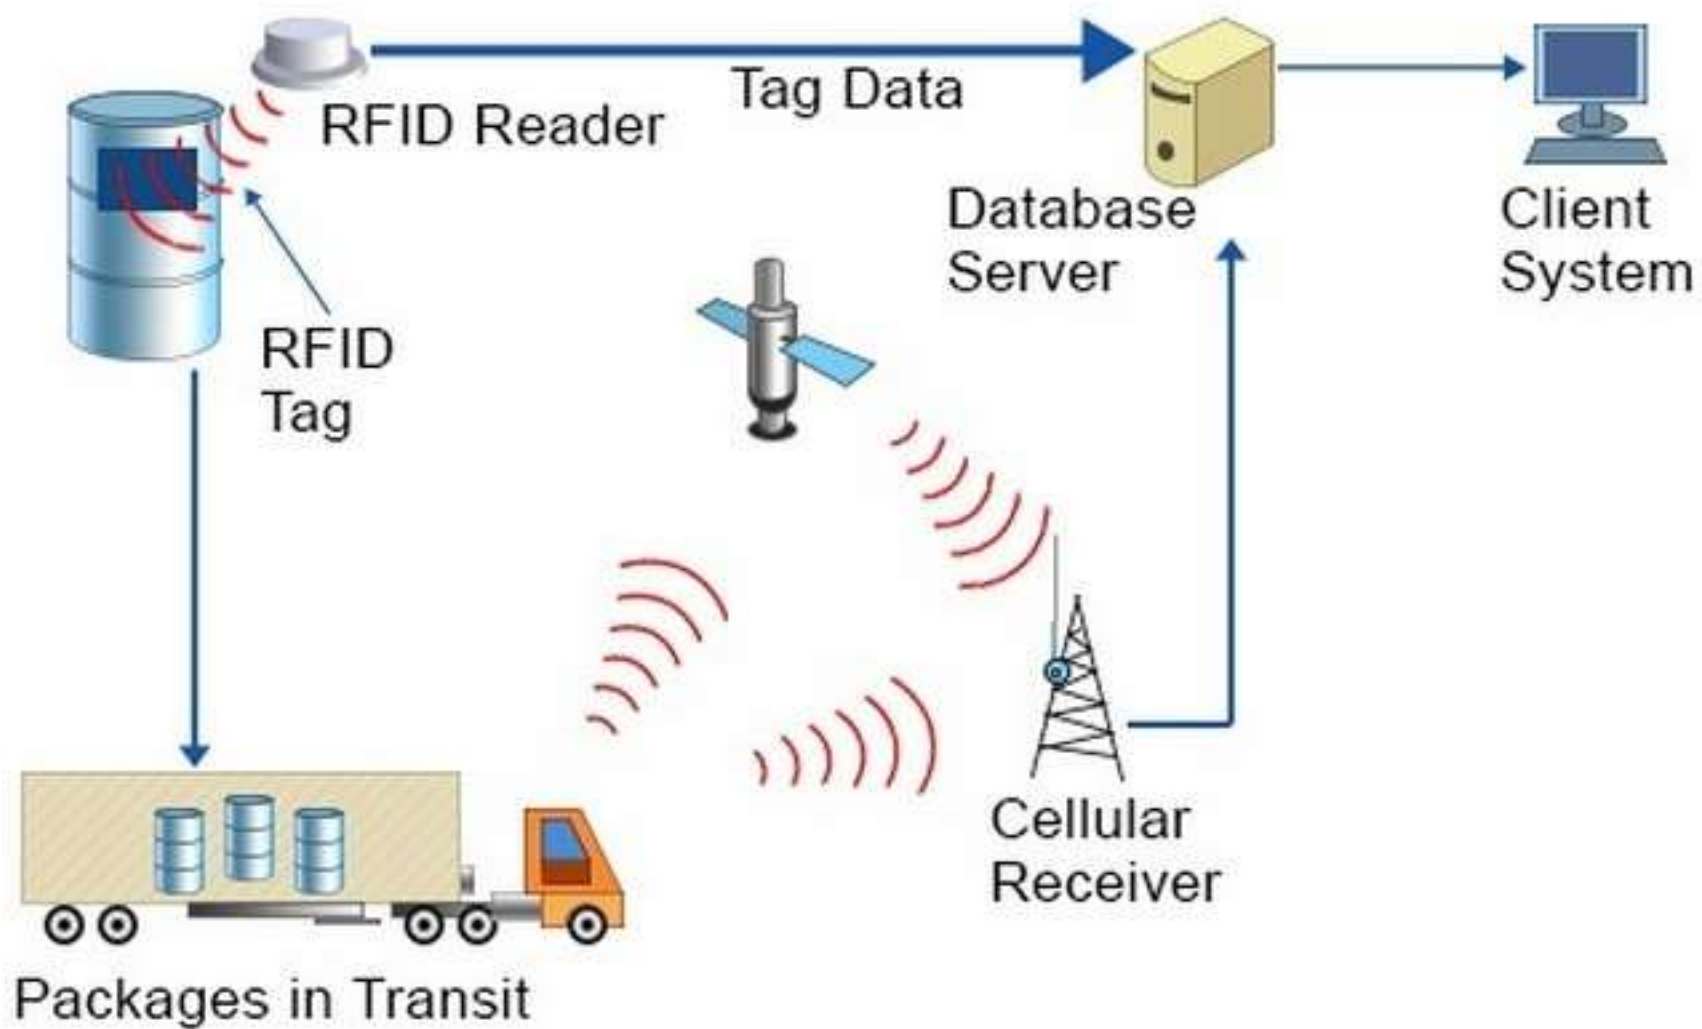 RFID Reader
Tag Data
RFID
Tag
Database
Server
Client
System
Cellular
Receiver
Packages in Transit